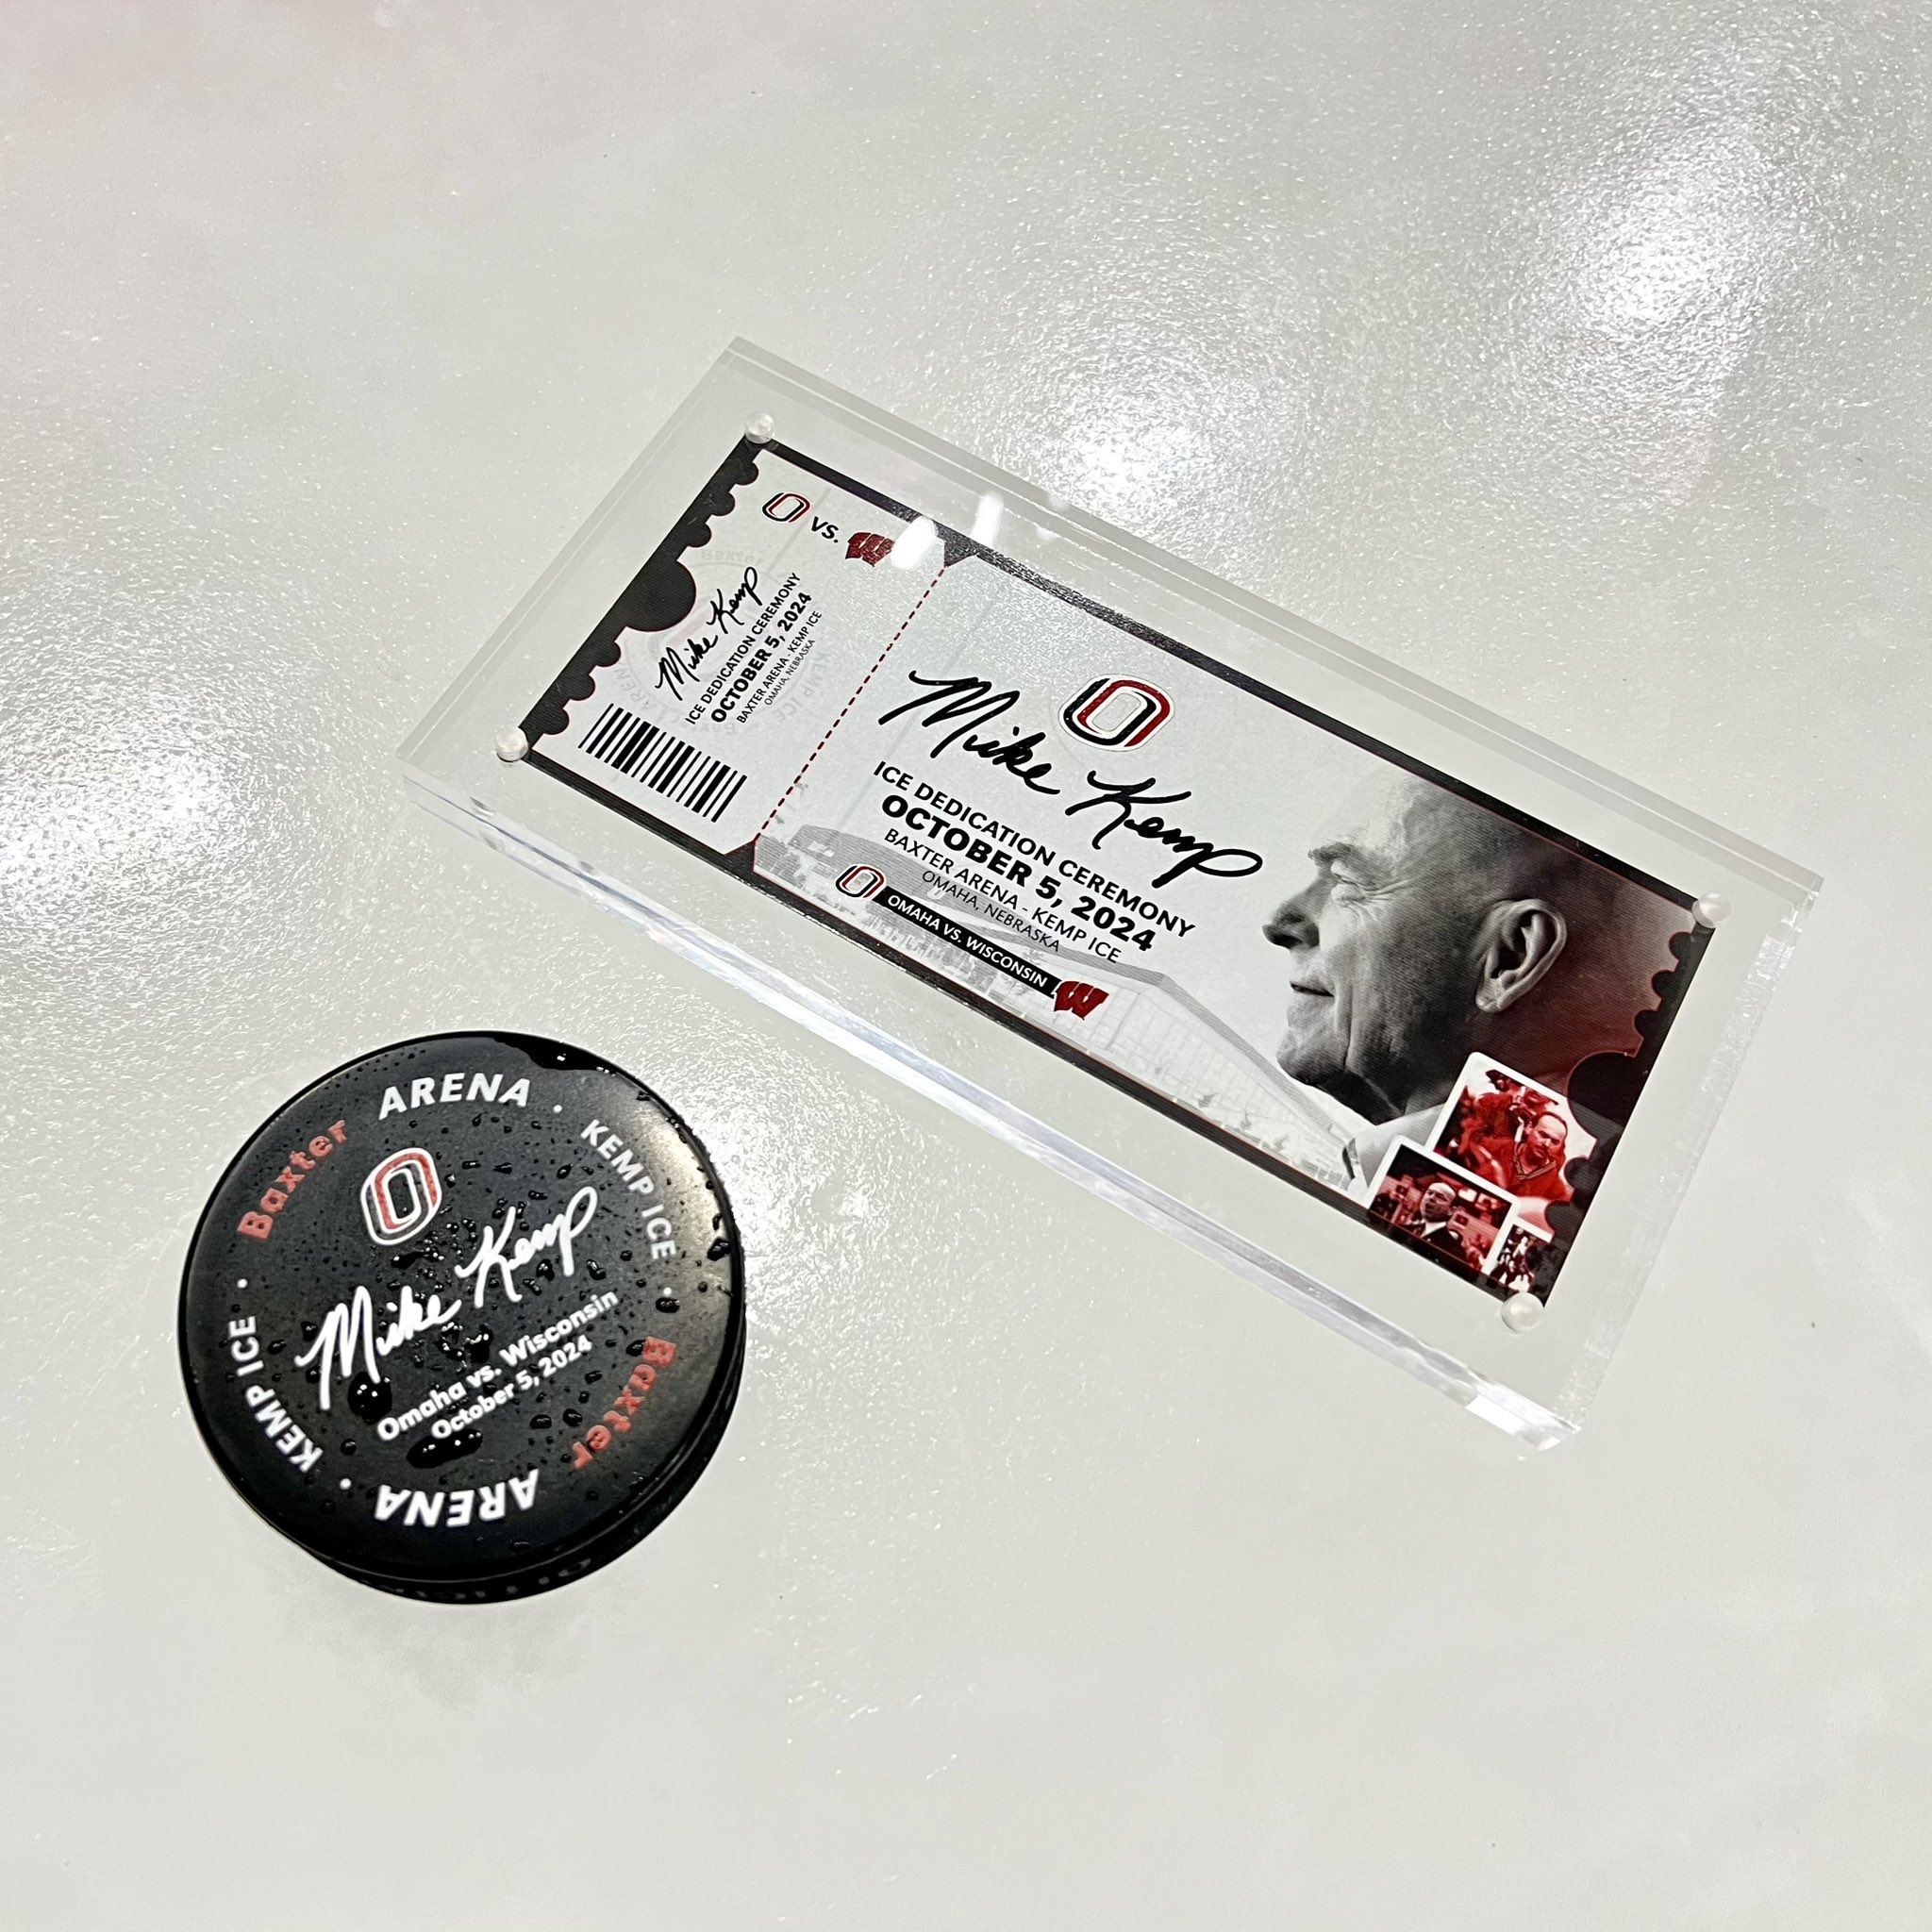 O VS. W
Mike Kemp
ICE DEDICATION CEREMONY
OCTOBER 5, 2024
BAXTER ARENA - KEMP ICE
OMAHA, NEBRASKA
O
Mike Kemp
ICE DEDICATION CEREMONY
OCTOBER 5, 2024
BAXTER ARENA - KEMP ICE
OMAHA, NEBRASKA
O OMAHA VS. WISCONSIN W
Baxter ARENA · KEMP ICE ·
Baxter ARENA · KEMP ICE ·
O
Mike Kemp
Omaha vs. Wisconsin
October 5, 2024